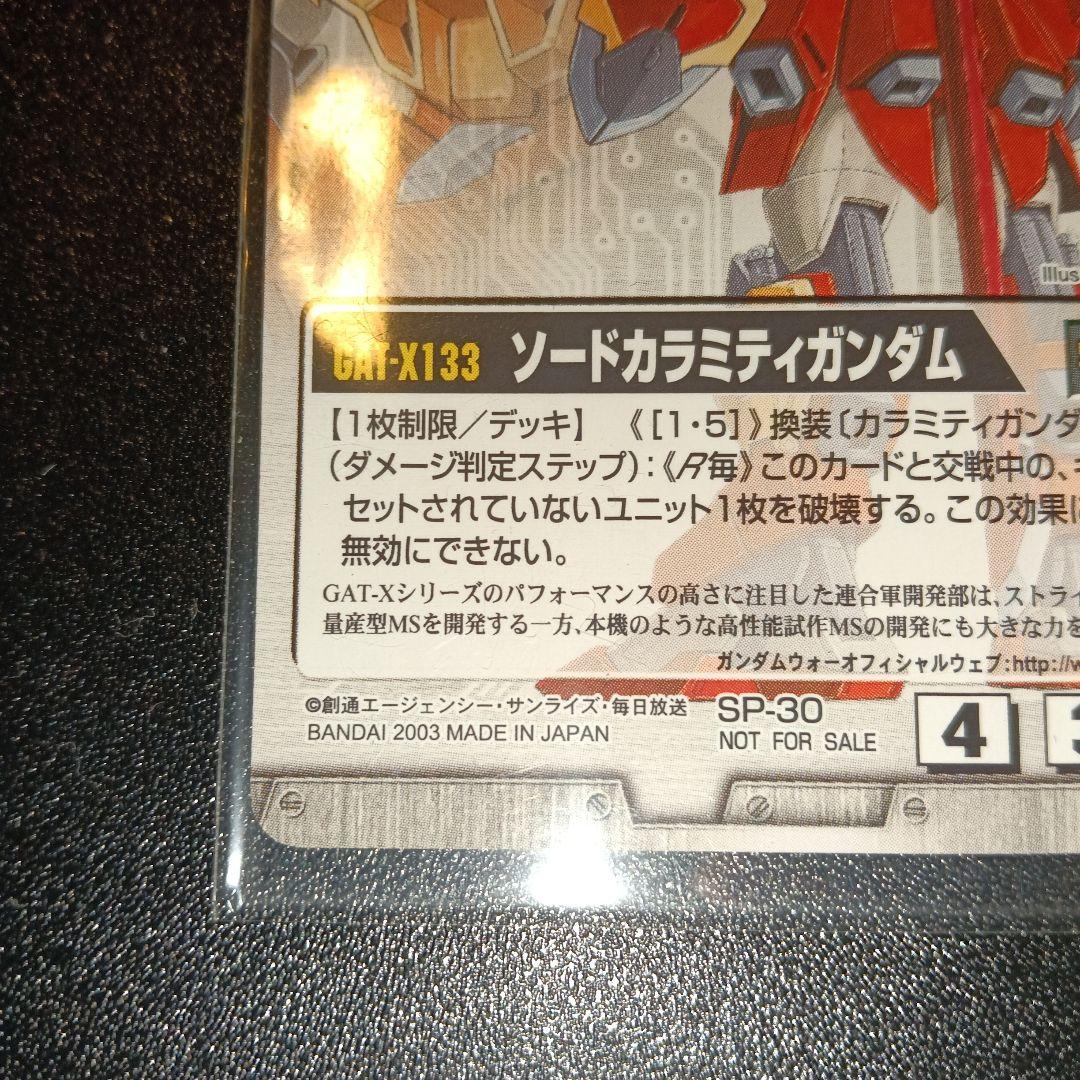 Illus
GAT-X133 ソードカラミティガンダム
【1枚制限／デッキ】 《［1・5］》換装〔カラミティガンダ
（ダメージ判定ステップ）：《R毎》このカードと交戦中の、
セットされていないユニット1枚を破壊する。この効果は
無効にできない。
GAT-Xシリーズのパフォーマンスの高さに注目した連合軍開発部は、ストライ
量産型MSを開発する一方、本機のような高性能試作MSの開発にも大きな力を
ガンダムウォーオフィシャルウェブ：http://w
©創通エージェンシー・サンライズ・毎日放送 SP-30
BANDAI 2003 MADE IN JAPAN NOT FOR SALE
4 3